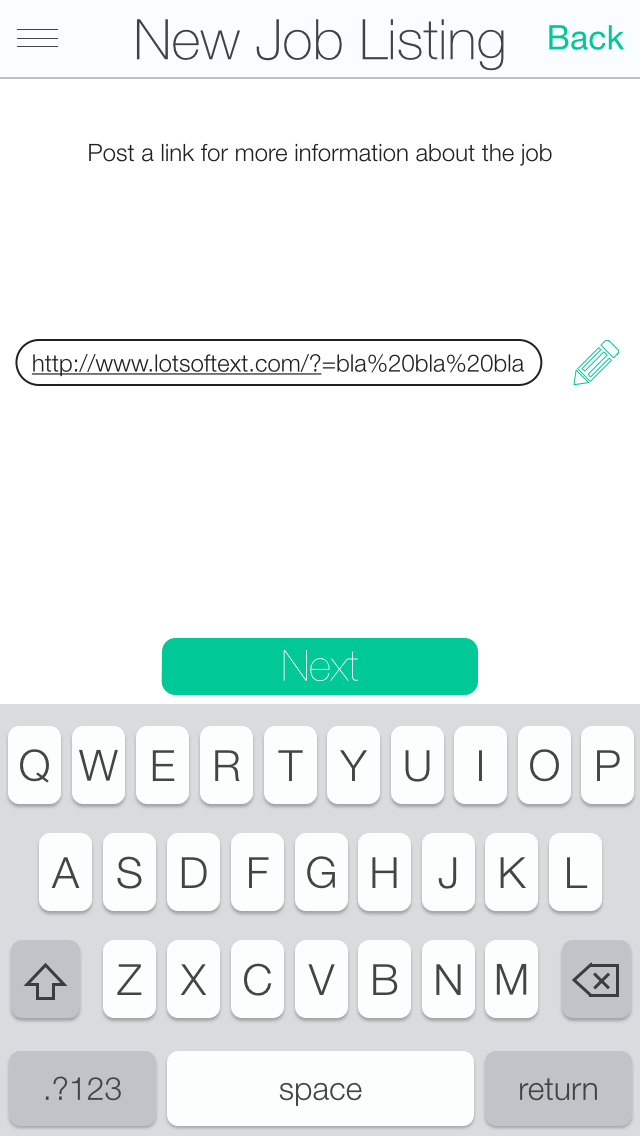 New Job Listing Back
Post a link for more information about the job
http://www.lotsoftext.com/?=bla%20bla%20bla
Next
Q W E R T Y U I O P
A S D F G H J K L
Z X C V B N M
.?123 space return